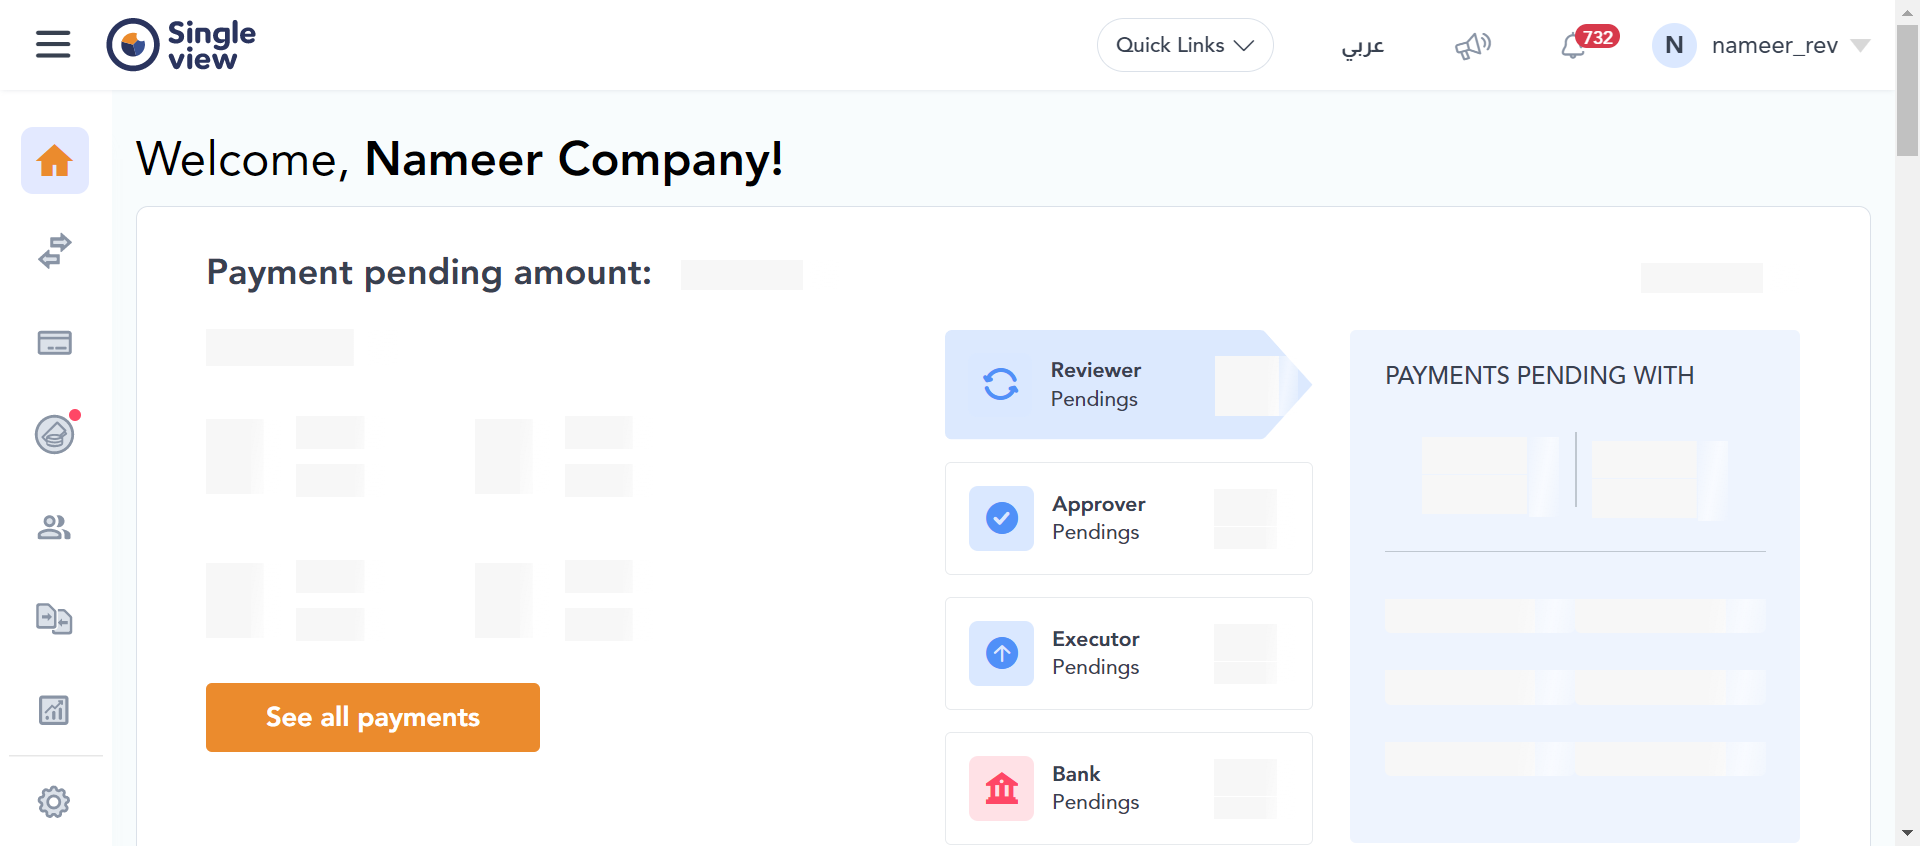 Single
view
Quick Links
عربي
732
N
nameer_rev
Welcome, Nameer Company!
Payment pending amount:
Reviewer
Pendings
PAYMENTS PENDING WITH
Approver
Pendings
Executor
Pendings
See all payments
Bank
Pendings